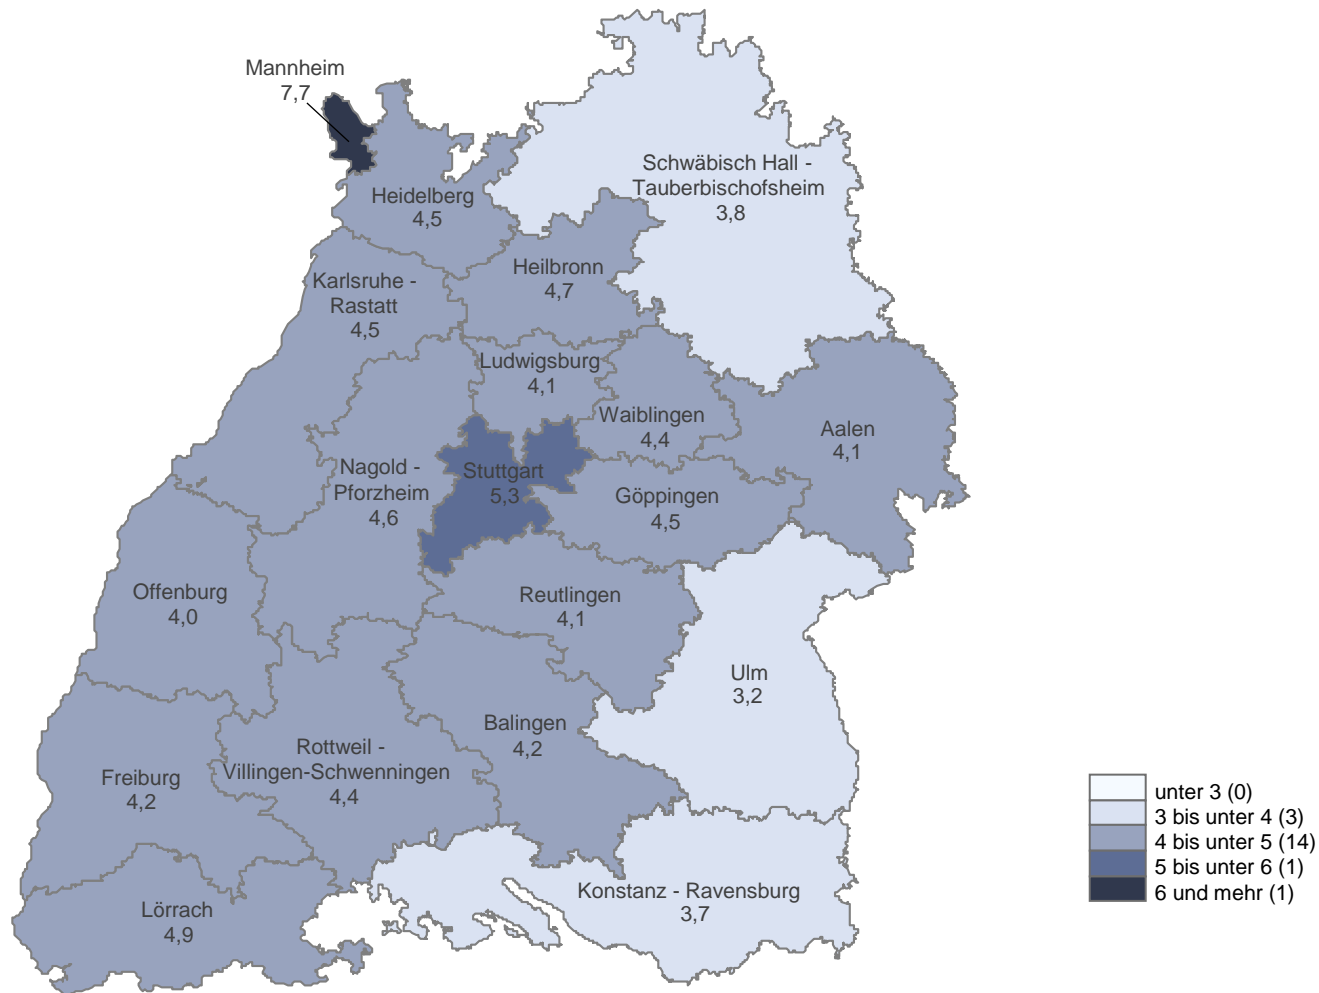 Mannheim
7,7
Schwäbisch Hall -
Tauberbischofsheim
3,8
Heidelberg
4,5
Heilbronn
4,7
Karlsruhe -
Rastatt
4,5
Ludwigsburg
4,1
Waiblingen
4,4
Aalen
4,1
Nagold -
Pforzheim
4,6
Stuttgart
5,3
Göppingen
4,5
Offenburg
4,0
Reutlingen
4,1
Ulm
3,2
Balingen
4,2
Rottweil -
Villingen-Schwenningen
4,4
Freiburg
4,2
Konstanz - Ravensburg
3,7
Lörrach
4,9
unter 3 (0)
3 bis unter 4 (3)
4 bis unter 5 (14)
5 bis unter 6 (1)
6 und mehr (1)